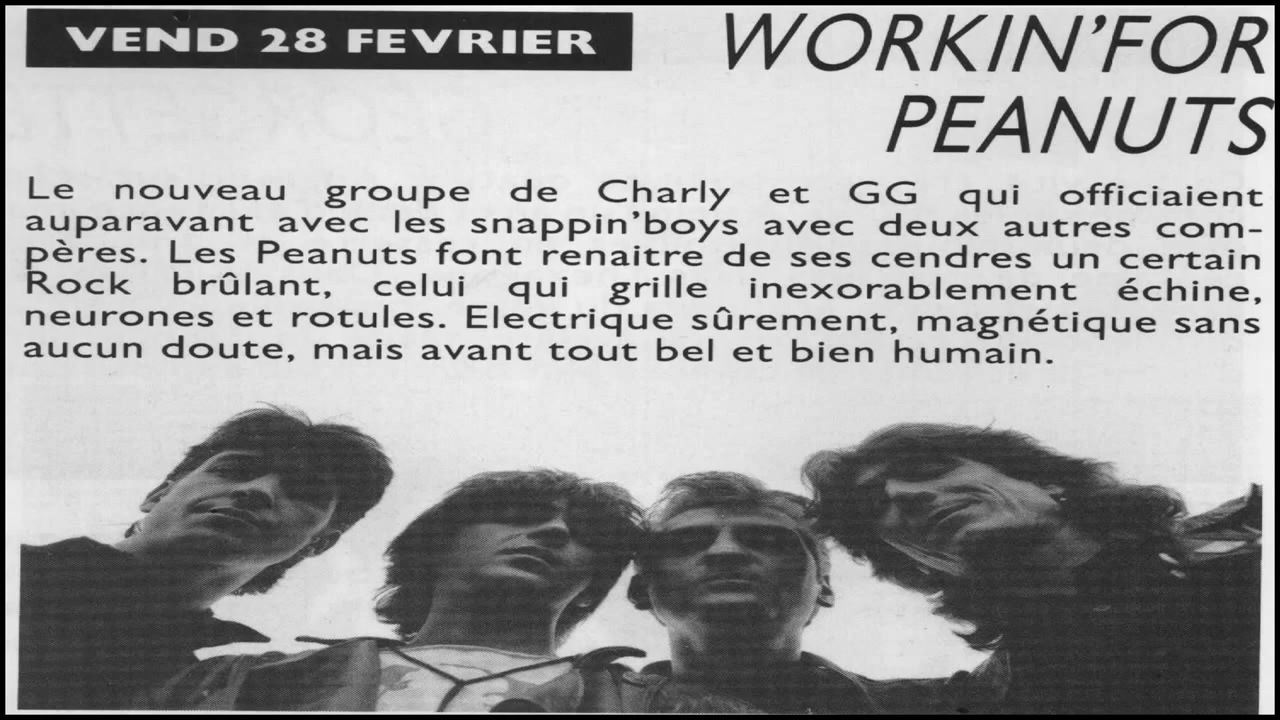 VEND 28 FEVRIER
WORKIN'FOR
PEANUTS
Le nouveau groupe de Charly et GG qui officiaient
auparavant avec les snappin'boys avec deux autres com-
pères. Les Peanuts font renaitre de ses cendres un certain
Rock brûlant, celui qui grille inexorablement échine,
neurones et rotules. Electrique sûrement, magnétique sans
aucun doute, mais avant tout bel et bien humain.